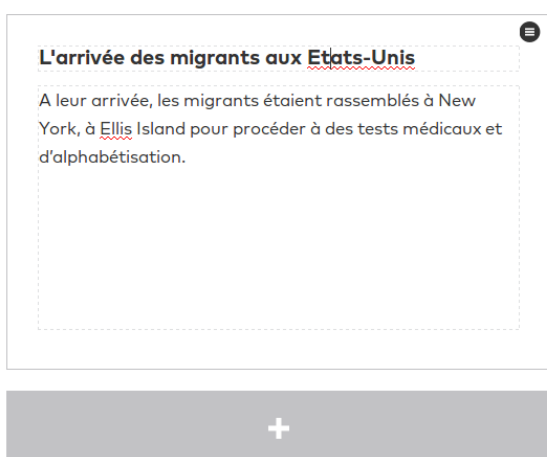 L'arrivée des migrants aux Etats-Unis
A leur arrivée, les migrants étaient rassemblés à New
York, à Ellis Island pour procéder à des tests médicaux et
d'alphabétisation.